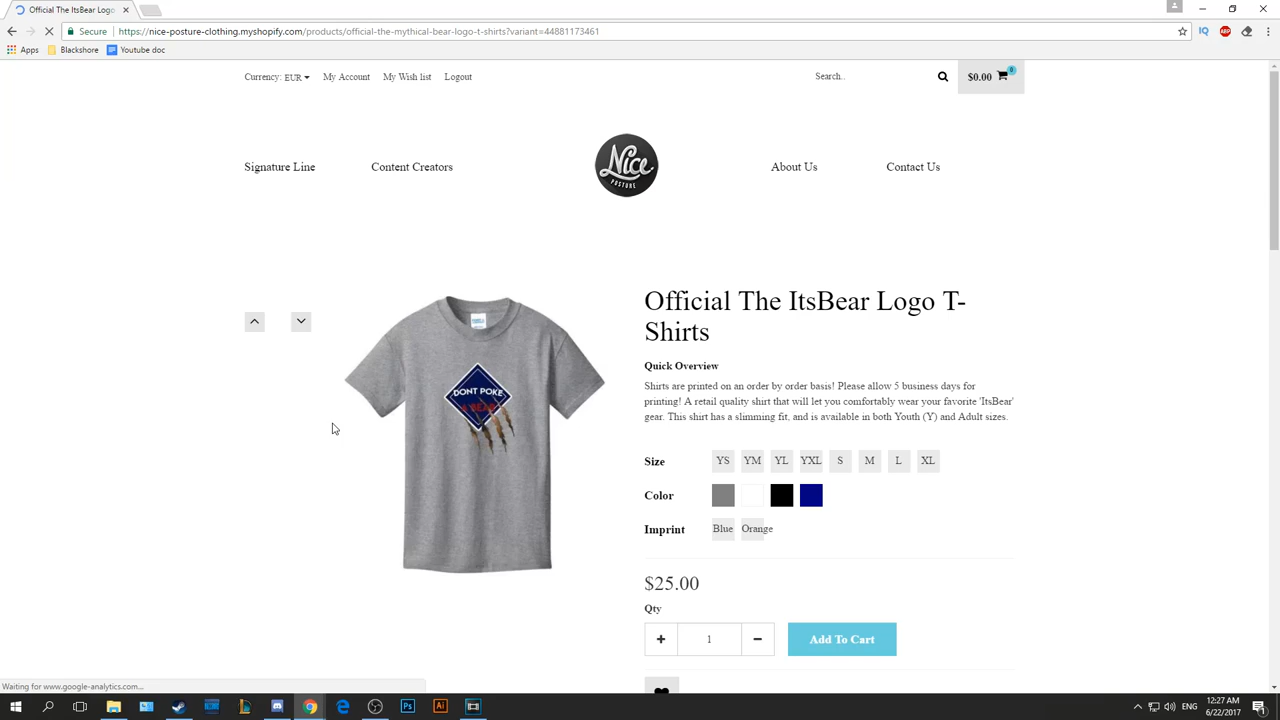 Official The ItsBear Logo
Secure
https://nice-posture-clothing.myshopify.com/products/official-the-mythical-bear-logo-t-shirts?variant=44881173461
Apps Blackshore Youtube doc
Currency: EUR My Account My Wish list Logout
Search..
$0.00
0
Signature Line Content Creators
Nice
POSTURE
About Us Contact Us
DONT POKE
A BEAR
Official The ItsBear Logo T-
Shirts
Quick Overview
Shirts are printed on an order by order basis! Please allow 5 business days for
printing! A retail quality shirt that will let you comfortably wear your favorite 'ItsBear'
gear. This shirt has a slimming fit, and is available in both Youth (Y) and Adult sizes.
Size YS YM YL YXL S M L XL
Color
Imprint Blue Orange
$25.00
Qty
1
Add To Cart
Waiting for www.google-analytics.com...
ENG
12:27 AM
6/22/2017